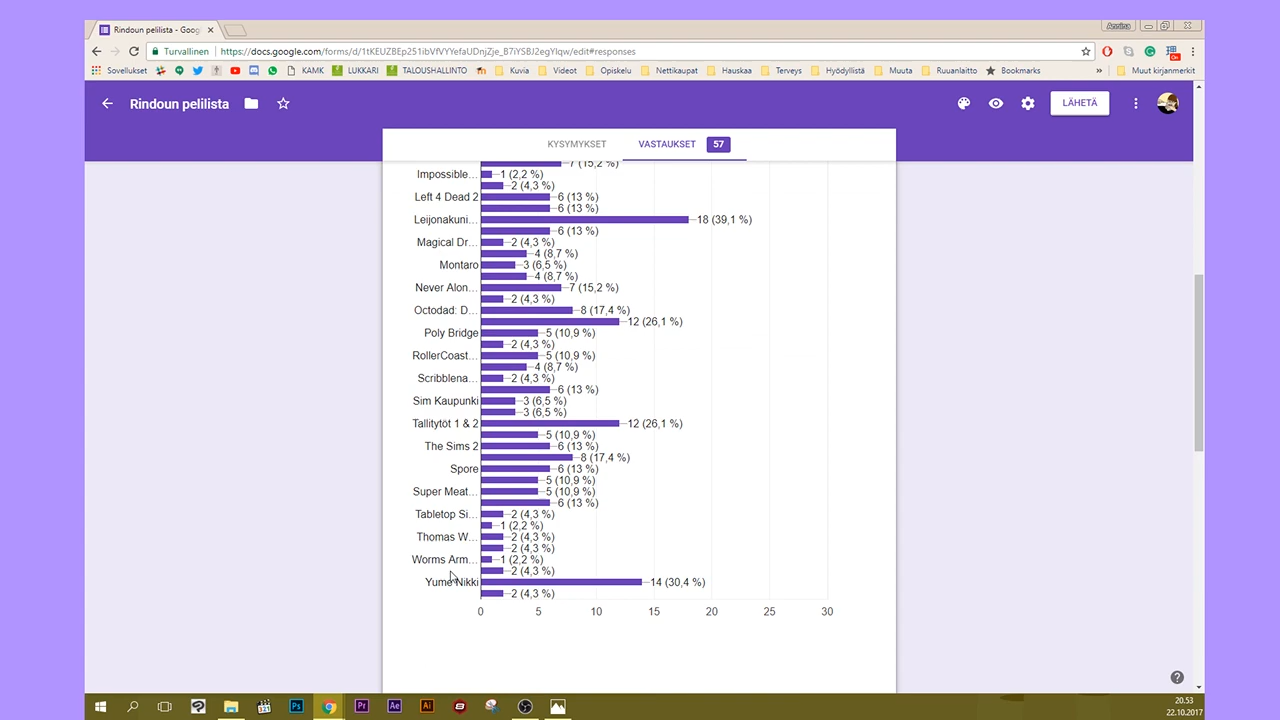 Rindoun pelilista - Goog
Annina
Turvallinen
https://docs.google.com/forms/d/1tKEUZBEp251ibVfVYYefaUDnjZje_B7iYSBJ2egYlqw/edit#responses
Sovellukset
KAMK
LUKKARI
TALOUSHALLINTO
Kuvia
Videot
Opiskelu
Nettikaupat
Hauskaa
Terveys
Hyödyllistä
Muuta
Ruuanlaitto
Bookmarks
»
Muut kirjanmerkit
Rindoun pelilista
LÄHETÄ
KYSYMYKSET
VASTAUKSET 57
7 (15,2 %)
Impossible... 1 (2,2 %)
2 (4,3 %)
Left 4 Dead 2 6 (13 %)
6 (13 %)
Leijonakuni... 18 (39,1 %)
6 (13 %)
Magical Dr... 2 (4,3 %)
4 (8,7 %)
Montaro 3 (6,5 %)
4 (8,7 %)
Never Alon... 7 (15,2 %)
2 (4,3 %)
Octodad: D... 8 (17,4 %)
12 (26,1 %)
Poly Bridge 5 (10,9 %)
2 (4,3 %)
RollerCoast... 5 (10,9 %)
4 (8,7 %)
Scribblena... 2 (4,3 %)
6 (13 %)
Sim Kaupunki 3 (6,5 %)
3 (6,5 %)
Tallitytöt 1 & 2 12 (26,1 %)
5 (10,9 %)
The Sims 2 6 (13 %)
8 (17,4 %)
Spore 6 (13 %)
5 (10,9 %)
Super Meat... 5 (10,9 %)
6 (13 %)
Tabletop Si... 2 (4,3 %)
1 (2,2 %)
Thomas W... 2 (4,3 %)
2 (4,3 %)
Worms Arm... 1 (2,2 %)
2 (4,3 %)
Yume Nikki 14 (30,4 %)
2 (4,3 %)
0 5 10 15 20 25 30
Ps
Pr
Ae
Ai
20.53
22.10.2017